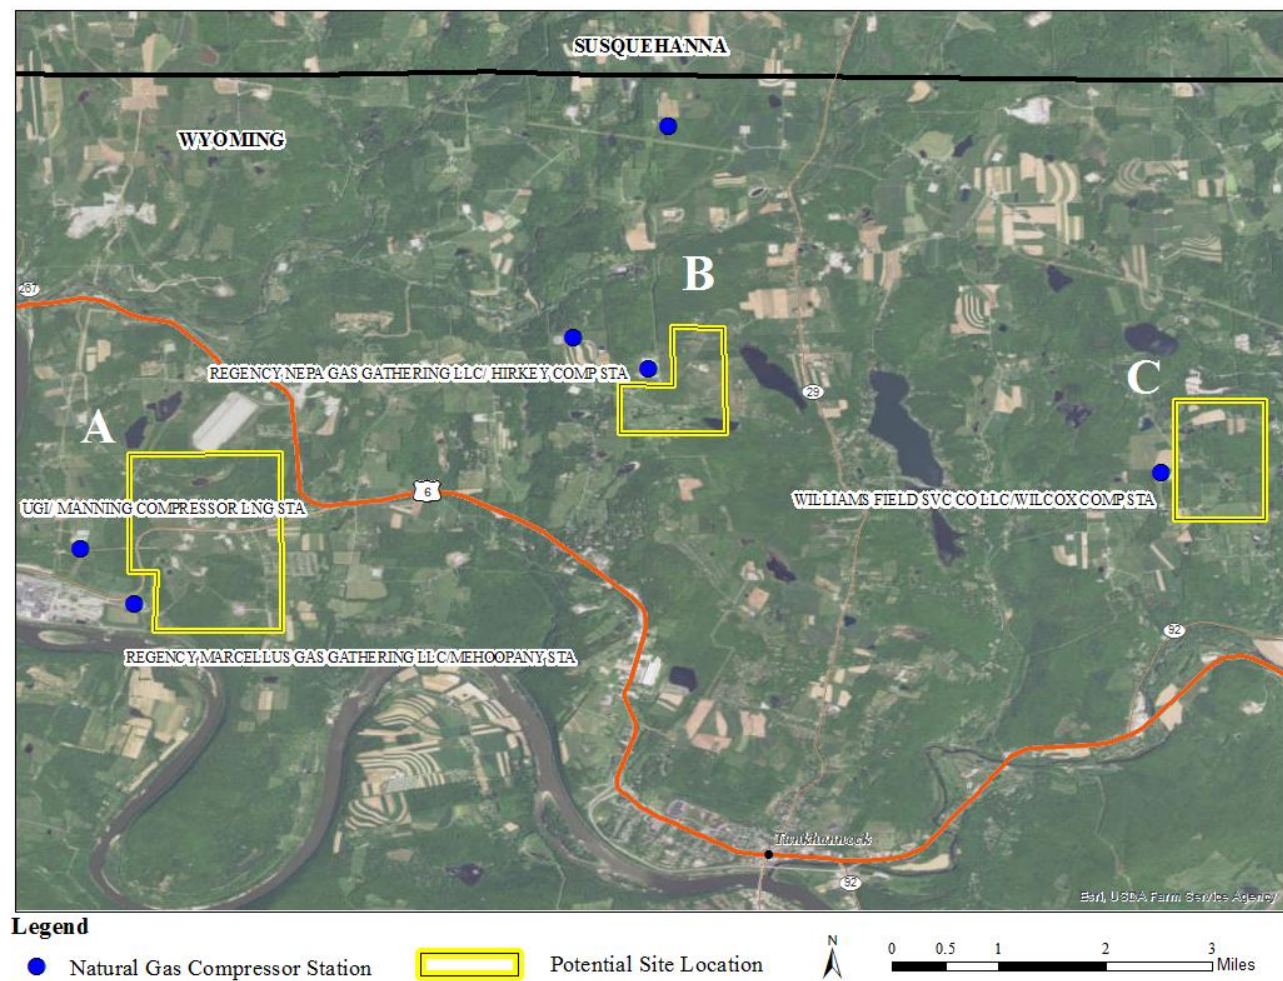 SUSQUEHANNA
WYOMING
B
287
REGENCY NEPA GAS GATHERING LLC/ HIRKEY COMP STA
C
29
A
6
UGI/ MANNING COMPRESSOR LNG STA
WILLIAMS FIELD SVC CO LLC/WILCOX COMP STA
92
REGENCY MARCELLUS GAS GATHERING LLC/MEHOOPANY STA
Tunkhannock
92
Esri, USDA Farm Service Agency
Legend
Natural Gas Compressor Station
Potential Site Location
N
0 0.5 1 2 3
Miles